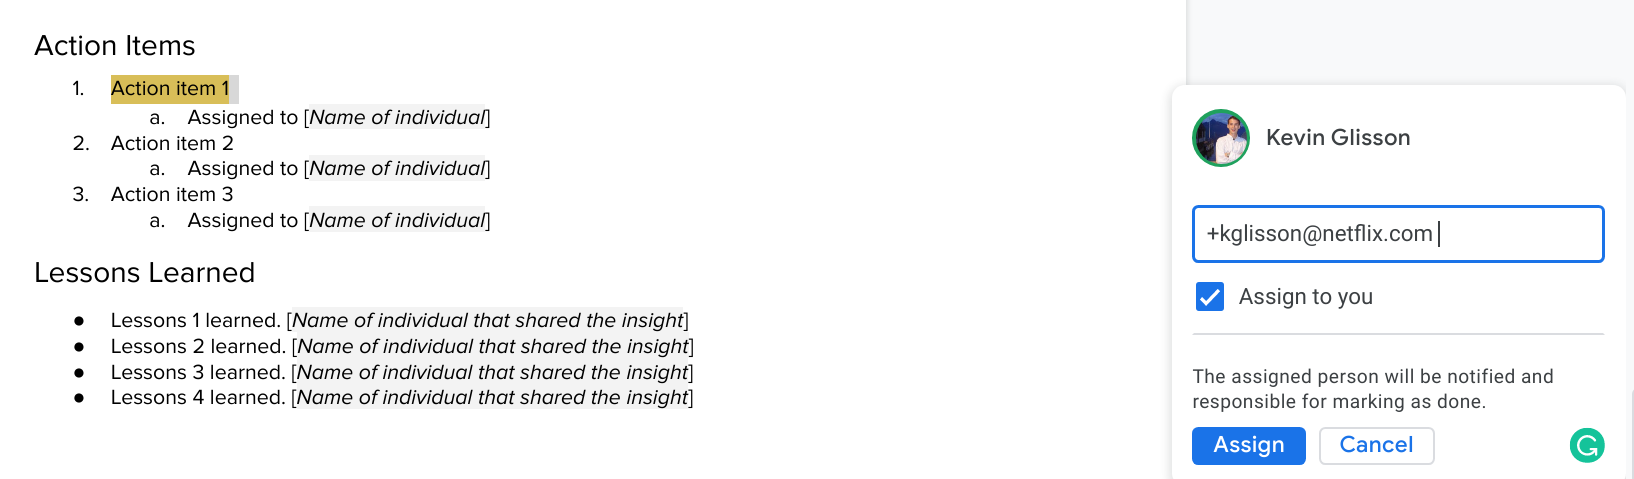 Action Items
1. Action item 1
a. Assigned to [Name of individual]
2. Action item 2
a. Assigned to [Name of individual]
3. Action item 3
a. Assigned to [Name of individual]
Lessons Learned
● Lessons 1 learned. [Name of individual that shared the insight]
● Lessons 2 learned. [Name of individual that shared the insight]
● Lessons 3 learned. [Name of individual that shared the insight]
● Lessons 4 learned. [Name of individual that shared the insight]
Kevin Glisson
+kglisson@netflix.com
Assign to you
The assigned person will be notified and
responsible for marking as done.
Assign Cancel